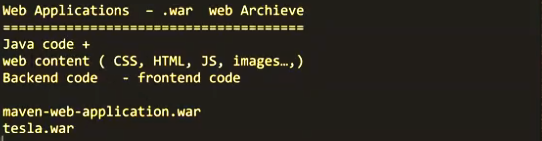 Web Applications  – .war  web Archieve
======================================
Java code +
web content ( CSS, HTML, JS, images…,)
Backend code   - frontend code

maven-web-application.war
tesla.war